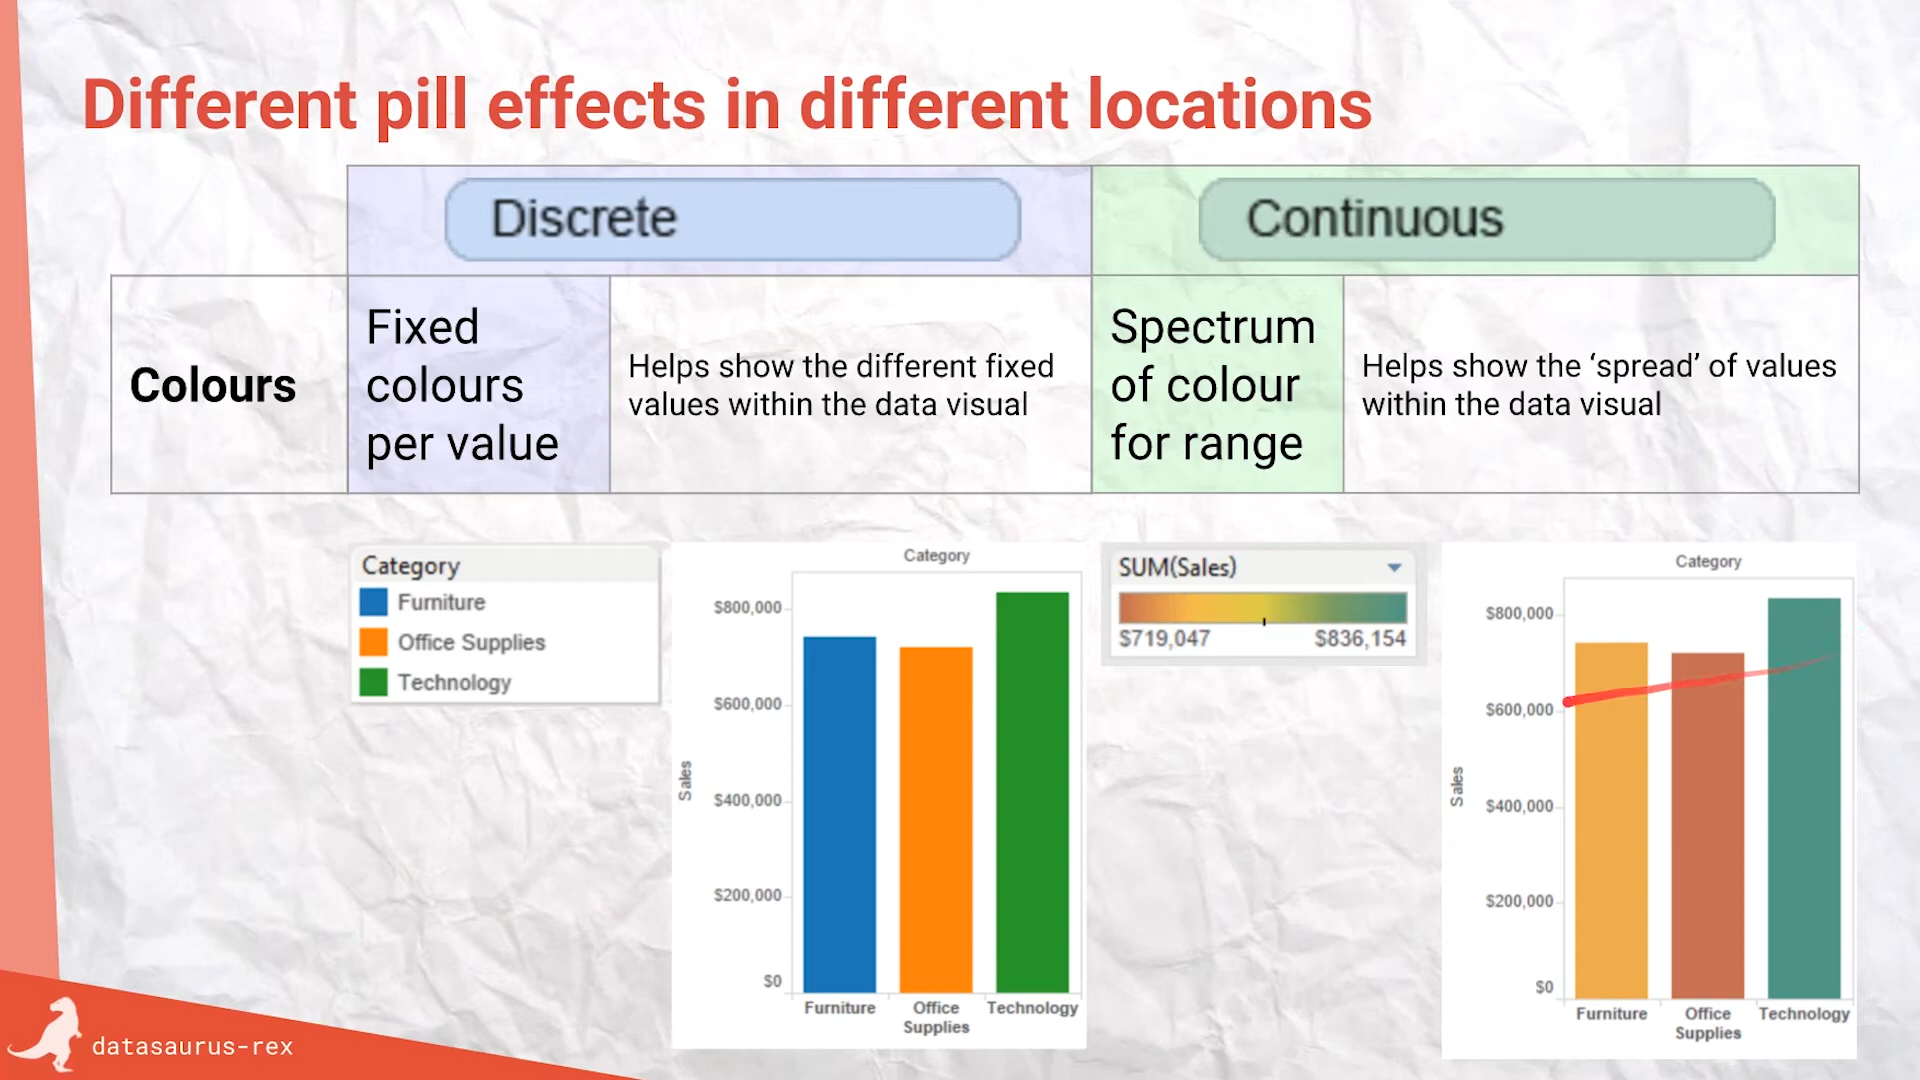 Different pill effects in different locations
Discrete
Continuous
Colours
Fixed
colours
per value
Helps show the different fixed
values within the data visual
Spectrum
of colour
for range
Helps show the ‘spread’ of values
within the data visual
Category
Furniture
Office Supplies
Technology
Category
$800,000
$600,000
$400,000
$200,000
$0
Sales
Furniture
Office
Supplies
Technology
SUM(Sales)
$719,047
$836,154
Category
$800,000
$600,000
$400,000
$200,000
$0
Sales
Furniture
Office
Supplies
Technology
datasaurus-rex